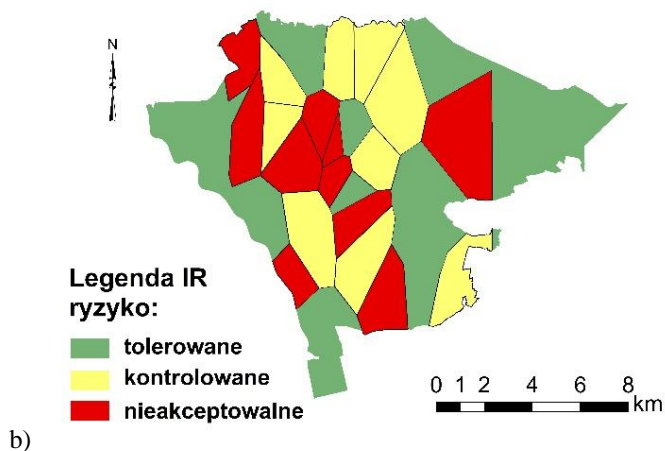 N
Legenda IR
ryzyko:
tolerowane
kontrolowane
nieakceptowalne
0 1 2 4 6 8
km
b)